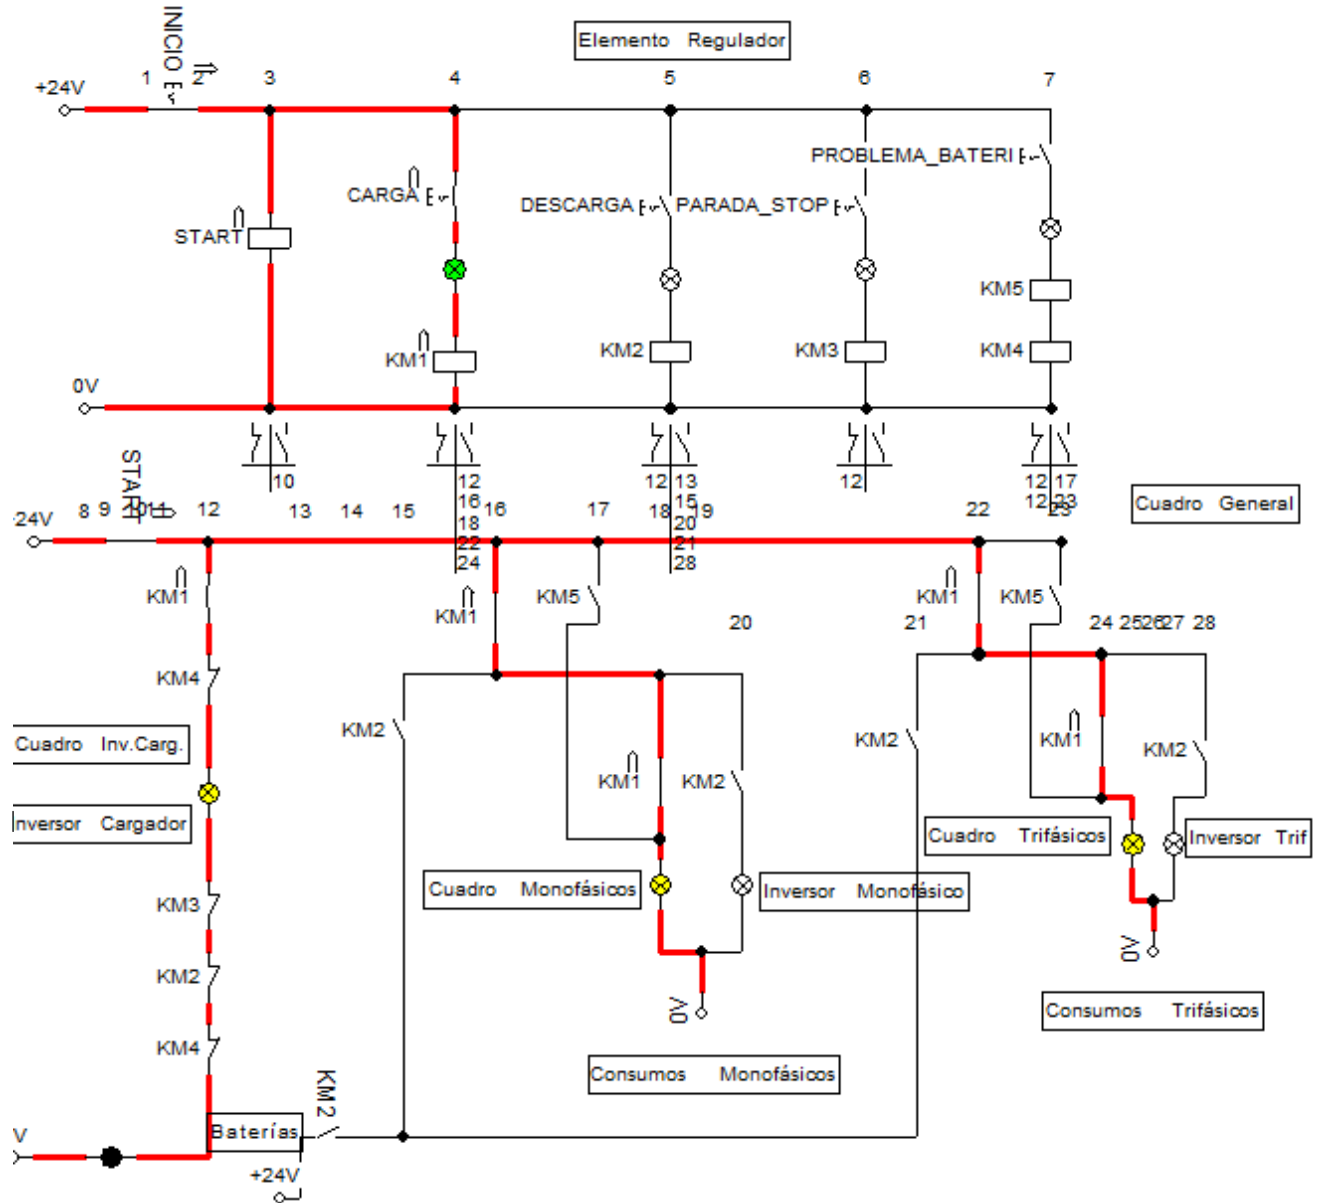 INICIO
Elemento Regulador
1 2 3 4 5 6 7
+24V
PROBLEMA_BATERI
CARGA
DESCARGA
PARADA_STOP
START
KM5
KM1
KM2
KM3
KM4
0V
10
12
16
18
22
24
12 13
15
20
21
28
12
12 17
12 23
START
Cuadro General
24V
8 9 10 11 12 13 14 15 16 17 18 19 22 23
KM1
KM1
KM5
KM1
KM5
20
21
24 25 26 27 28
KM4
KM2
KM2
KM1
KM2
Cuadro Inv.Carg.
KM1
KM2
Inversor Cargador
Cuadro Trifásicos
Inversor Trif
Cuadro Monofásicos
Inversor Monofásico
KM3
0V
KM2
0V
Consumos Trifásicos
KM4
Consumos Monofásicos
KM2
Baterías
V
+24V